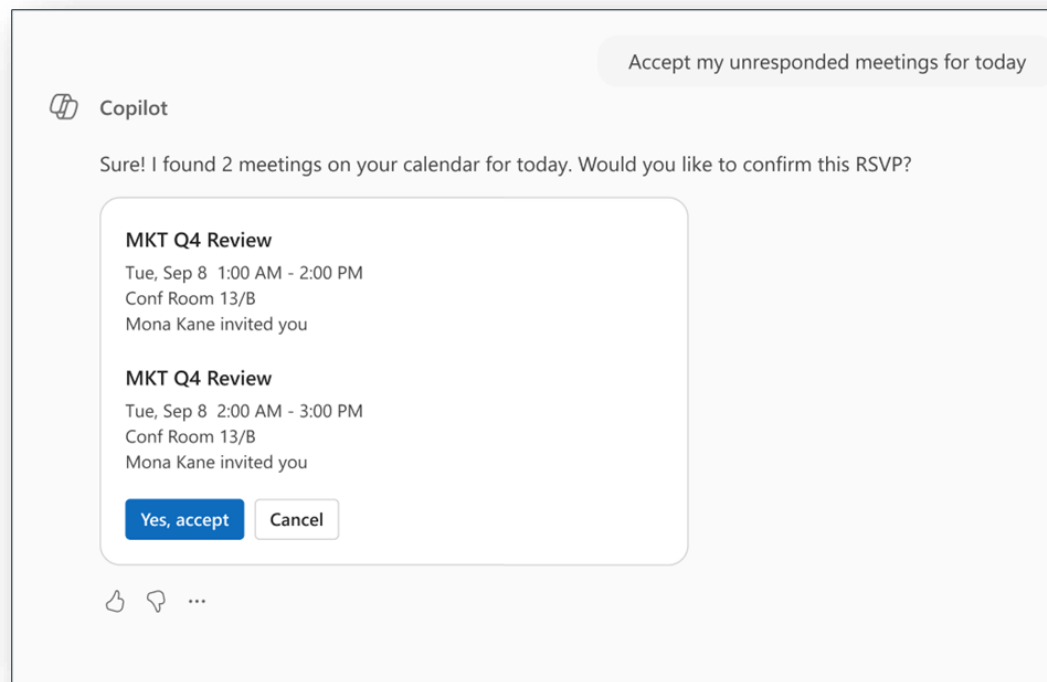 Accept my unresponded meetings for today
Copilot
Sure! I found 2 meetings on your calendar for today. Would you like to confirm this RSVP?
MKT Q4 Review
Tue, Sep 8 1:00 AM - 2:00 PM
Conf Room 13/B
Mona Kane invited you
MKT Q4 Review
Tue, Sep 8 2:00 AM - 3:00 PM
Conf Room 13/B
Mona Kane invited you
Yes, accept
Cancel